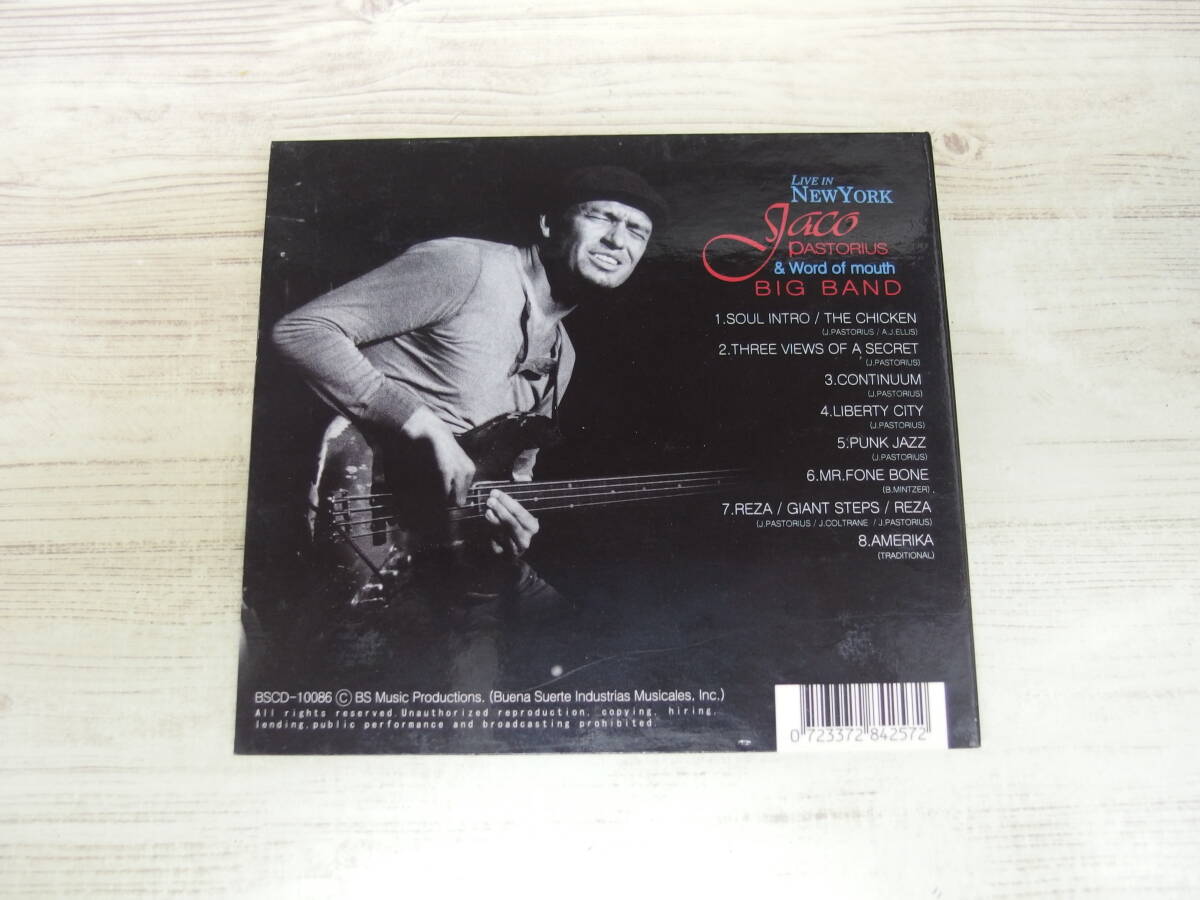 LIVE IN
NEW YORK
Jaco
PASTORIUS
& Word of mouth
BIG BAND
1.SOUL INTRO / THE CHICKEN
(J.PASTORIUS / A.J.ELLIS)
2.THREE VIEWS OF A SECRET
(J.PASTORIUS)
3.CONTINUUM
(J.PASTORIUS)
4.LIBERTY CITY
(J.PASTORIUS)
5.PUNK JAZZ
(J.PASTORIUS)
6.MR.FONE BONE
(B.MINTZER)
7.REZA / GIANT STEPS / REZA
(J.PASTORIUS / J.COLTRANE / J.PASTORIUS)
8.AMERIKA
(TRADITIONAL)
BSCD-10086 © BS Music Productions. (Buena Suerte Industrias Musicales, Inc.)
All rights reserved.Unauthorized reproduction, copying, hiring,
lending,public performance and broadcasting prohibited.
0 723372 842572